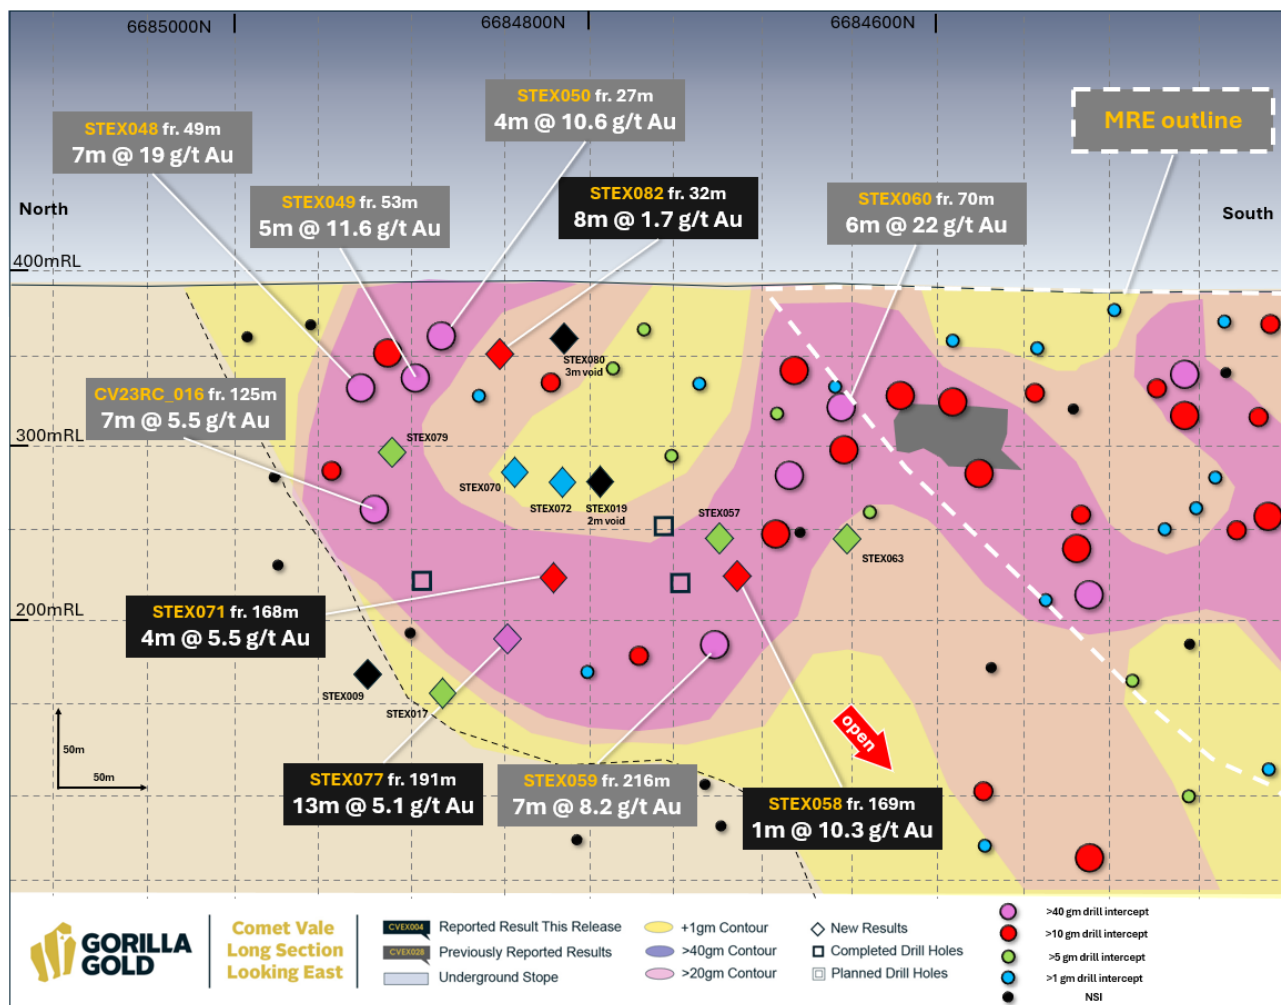 6685000N
6684800N
6684600N
STEX050 fr. 27m
4m @ 10.6 g/t Au
STEX048 fr. 49m
7m @ 19 g/t Au
MRE outline
STEX049 fr. 53m
5m @ 11.6 g/t Au
STEX082 fr. 32m
8m @ 1.7 g/t Au
STEX060 fr. 70m
6m @ 22 g/t Au
North
South
400mRL
STEX080
3m void
CV23RC_016 fr. 125m
7m @ 5.5 g/t Au
300mRL
STEX079
STEX070
STEX072
STEX019
2m void
STEX057
STEX063
200mRL
STEX071 fr. 168m
4m @ 5.5 g/t Au
STEX009
STEX017
open
50m
50m
STEX077 fr. 191m
13m @ 5.1 g/t Au
STEX059 fr. 216m
7m @ 8.2 g/t Au
STEX058 fr. 169m
1m @ 10.3 g/t Au
GORILLA
GOLD
Comet Vale
Long Section
Looking East
CVEX004
Reported Result This Release
CVEX028
Previously Reported Results
Underground Stope
+1gm Contour
>40gm Contour
>20gm Contour
New Results
Completed Drill Holes
Planned Drill Holes
>40 gm drill intercept
>10 gm drill intercept
>5 gm drill intercept
>1 gm drill intercept
NSI